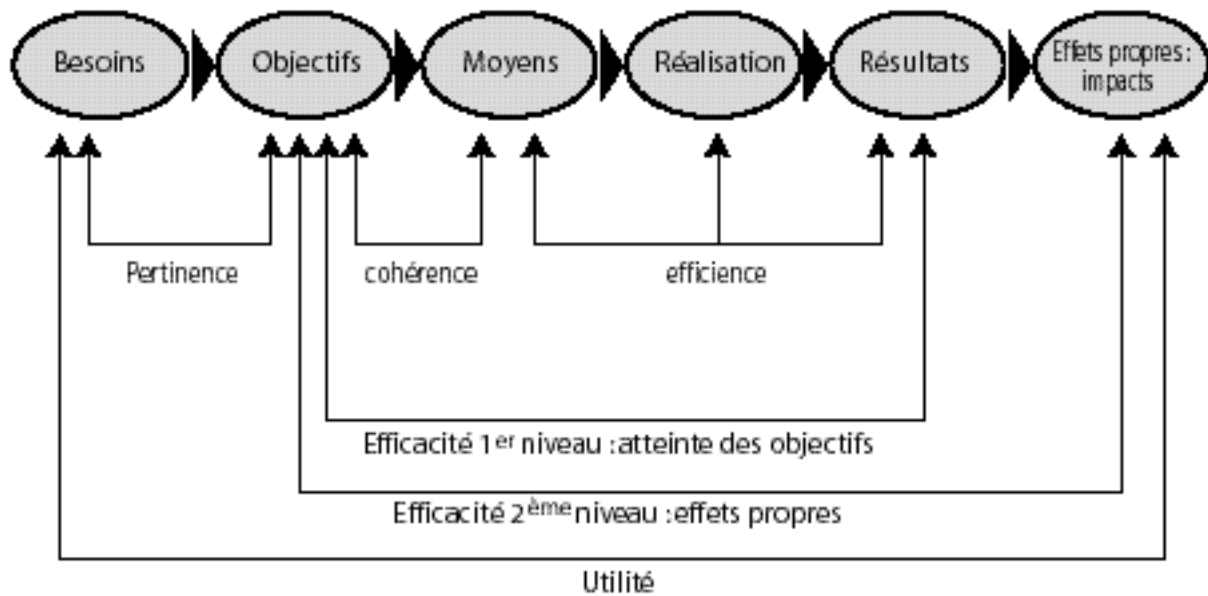 Besoins
Objectifs
Moyens
Réalisation
Résultats
Effets propres :
impacts
Pertinence
cohérence
efficience
Efficacité 1er niveau :atteinte des objectifs
Efficacité 2ème niveau :effets propres
Utilité